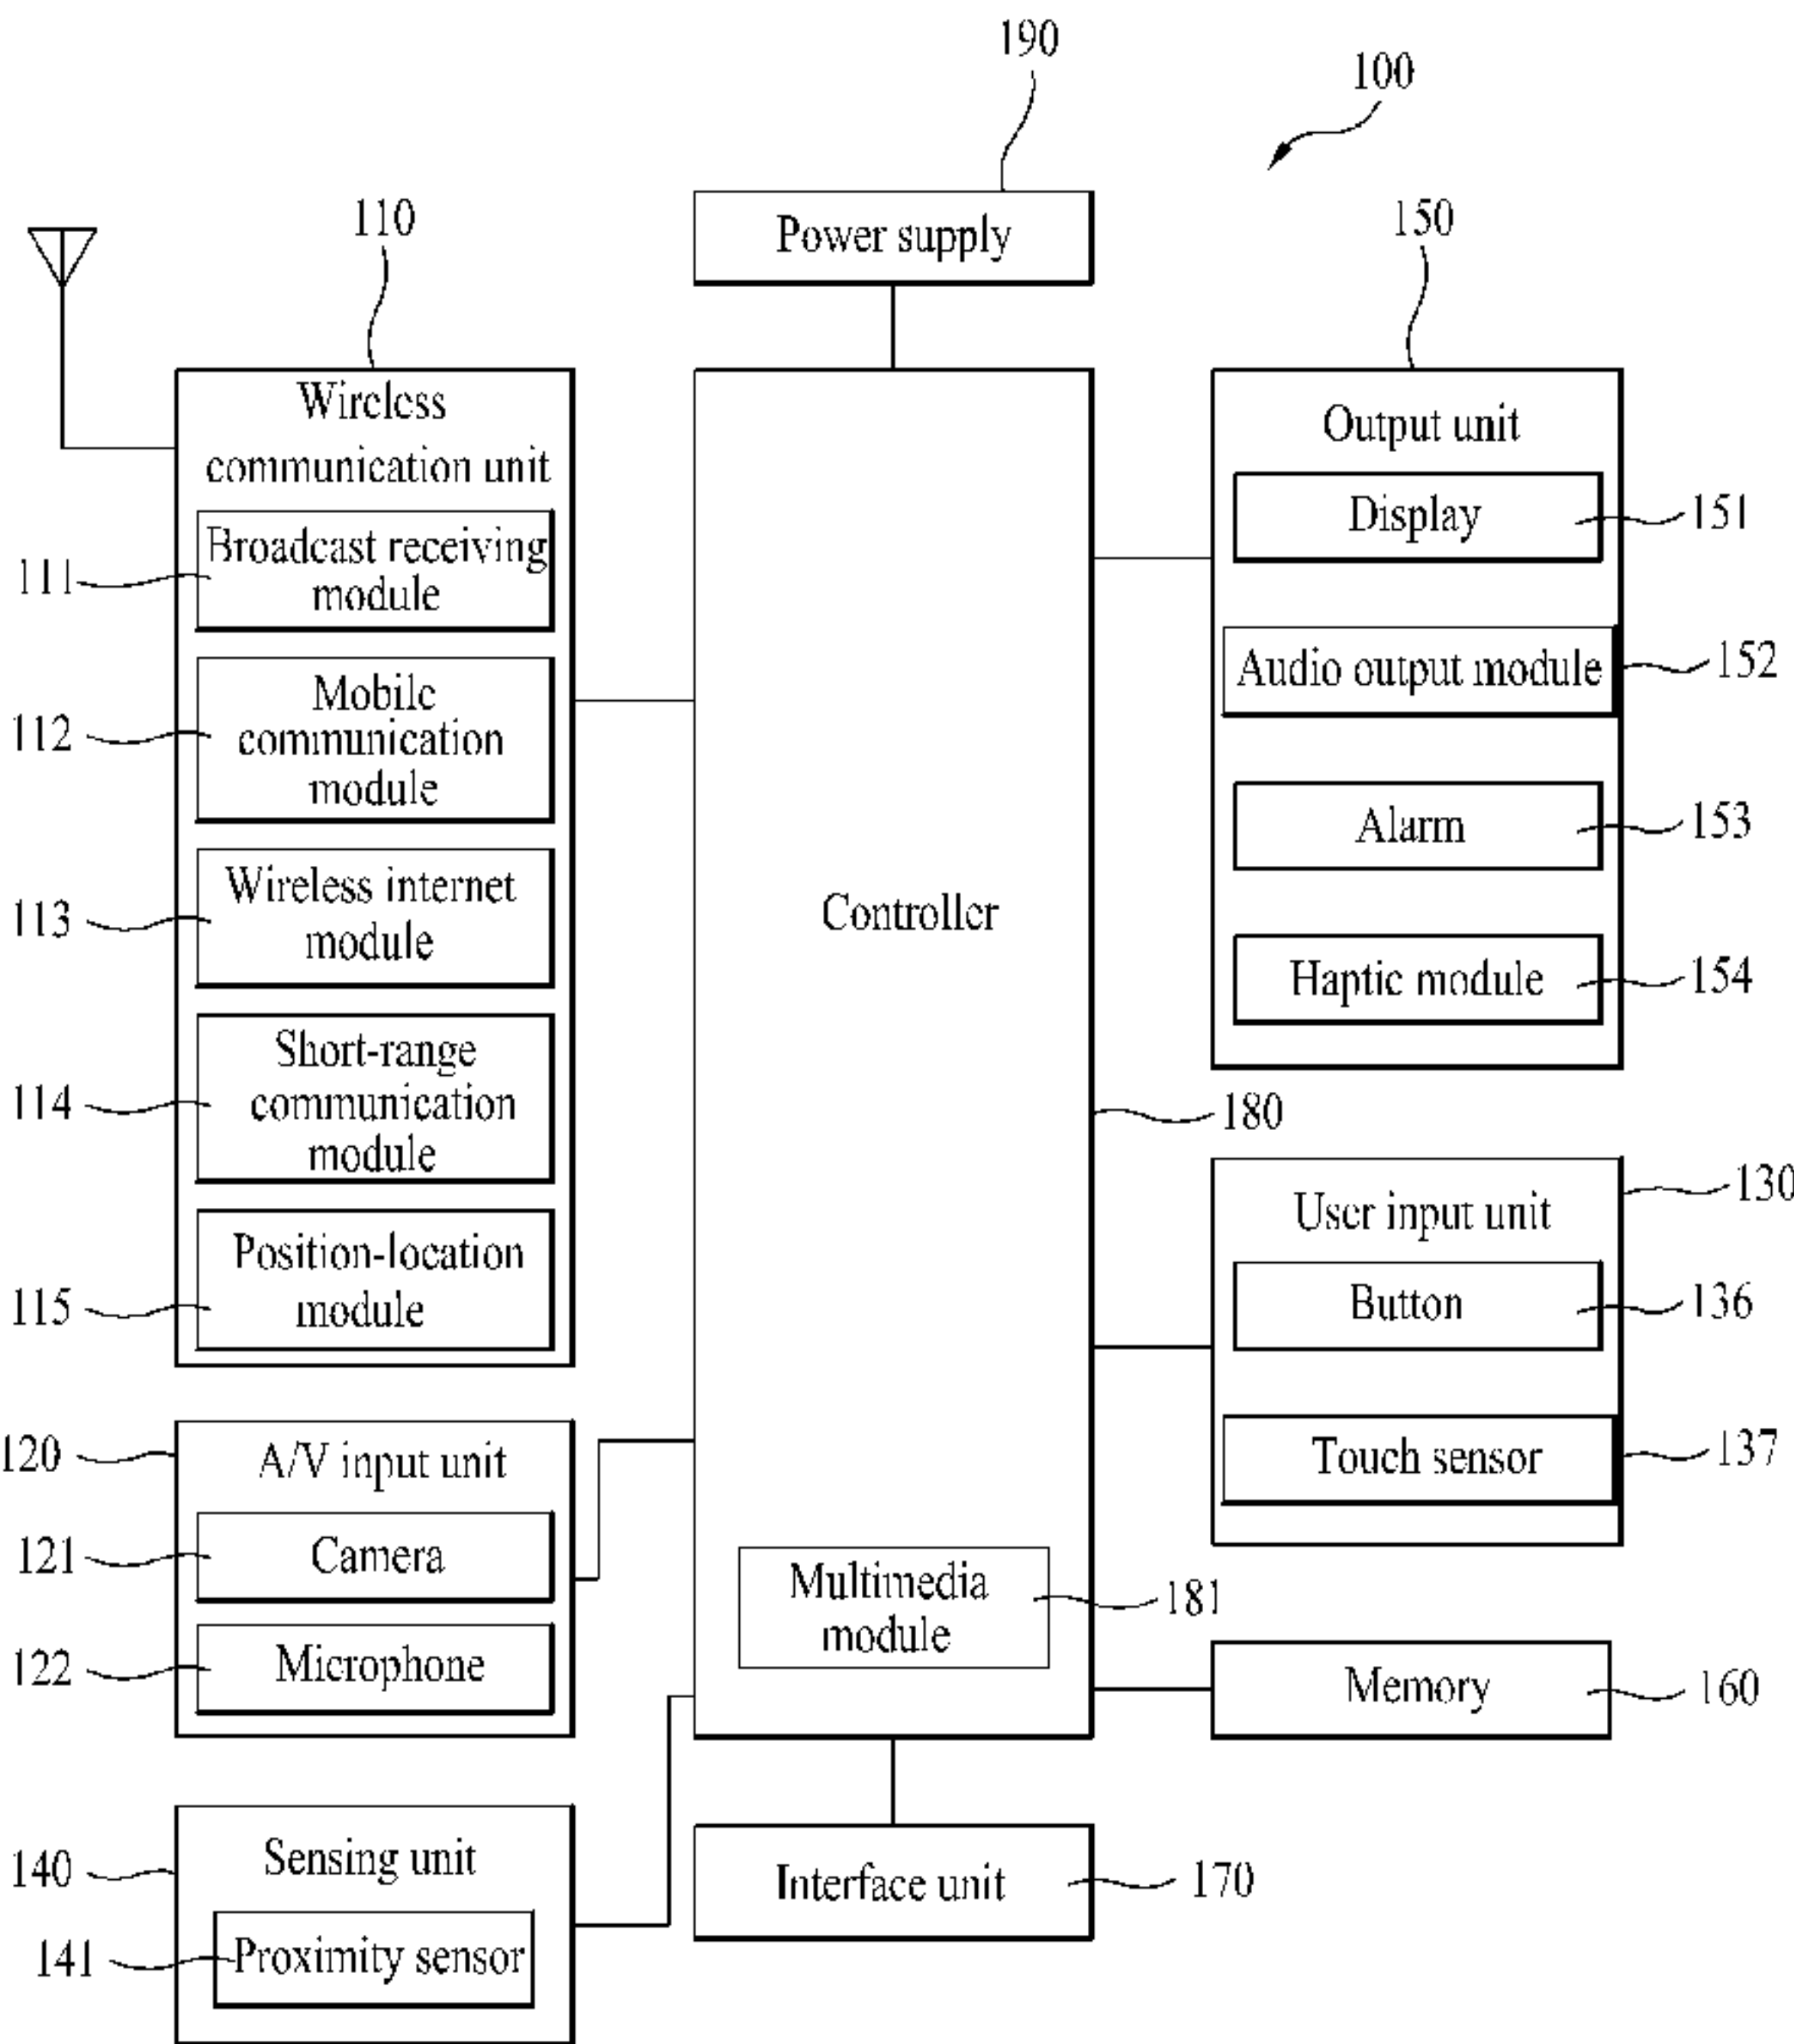 190
100
Power supply
110
150
Wireless
communication unit
Broadcast receiving
module
111
Mobile
communication
module
112
Wireless internet
module
113
Short-range
communication
module
114
Position-location
module
115
120
A/V input unit
121
Camera
122
Microphone
140
Sensing unit
141
Proximity sensor
Controller
180
Multimedia
module
181
Interface unit
170
Output unit
Display
151
Audio output module
152
Alarm
153
Haptic module
154
User input unit
130
Button
136
Touch sensor
137
Memory
160